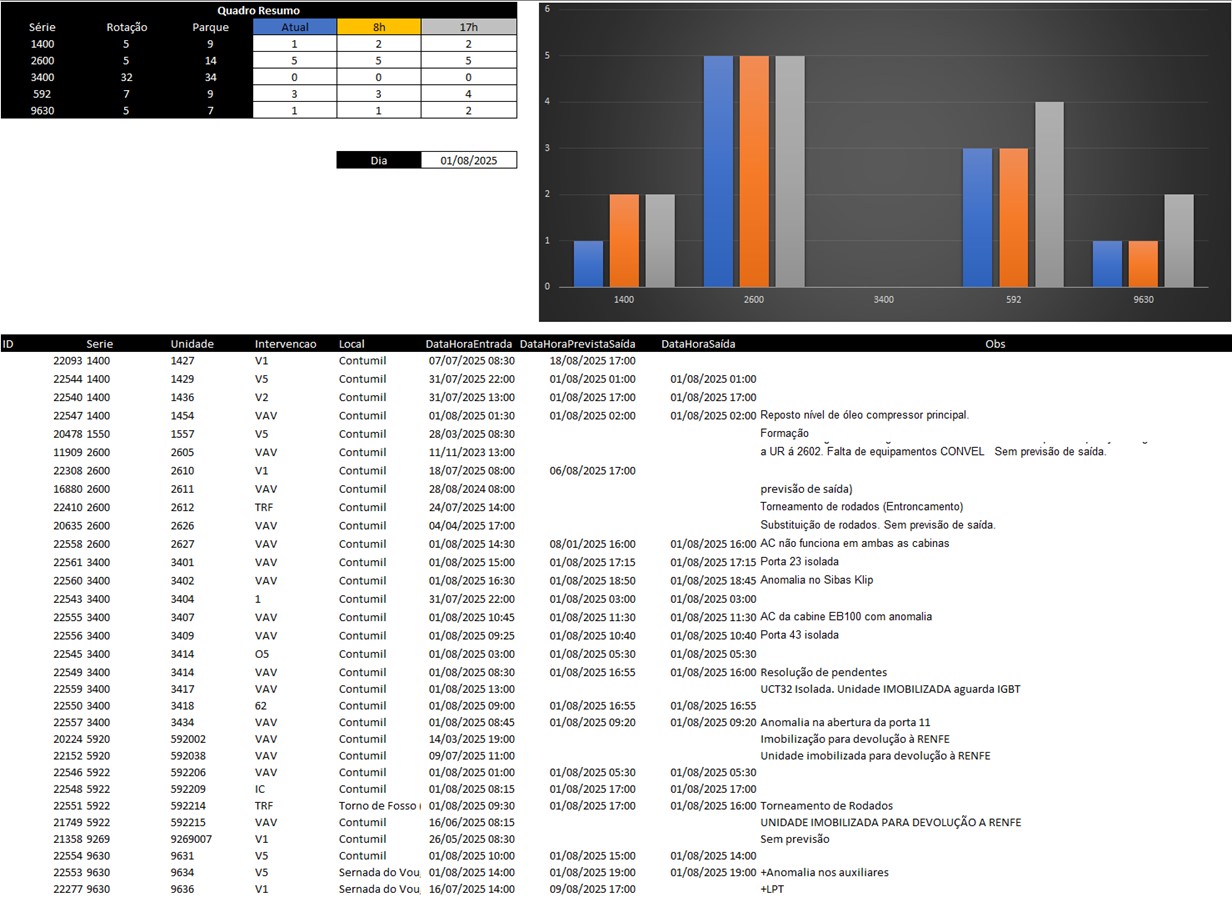 Quadro Resumo
Série Rotação Parque Atual 8h 17h
1400 5 9 1 2 2
2600 5 14 5 5 5
3400 32 34 0 0 0
592 7 9 3 3 4
9630 5 7 1 1 2
Dia 01/08/2025
6
5
4
3
2
1
0
1400 2600 3400 592 9630
ID Serie Unidade Intervencao Local DataHoraEntrada DataHoraPrevistaSaída DataHoraSaída Obs
22093 1400 1427 V1 Contumil 07/07/2025 08:30 18/08/2025 17:00
22544 1400 1429 V5 Contumil 31/07/2025 22:00 01/08/2025 01:00 01/08/2025 01:00
22540 1400 1436 V2 Contumil 31/07/2025 13:00 01/08/2025 17:00 01/08/2025 17:00
22547 1400 1454 VAV Contumil 01/08/2025 01:30 01/08/2025 02:00 01/08/2025 02:00 Reposto nível de óleo compressor principal.
20478 1550 1557 V5 Contumil 28/03/2025 08:30 Formação
11909 2600 2605 VAV Contumil 11/11/2023 13:00 a UR á 2602. Falta de equipamentos CONVEL Sem previsão de saída.
22308 2600 2610 V1 Contumil 18/07/2025 08:00 06/08/2025 17:00
16880 2600 2611 VAV Contumil 28/08/2024 08:00 previsão de saída)
22410 2600 2612 TRF Contumil 24/07/2025 14:00 Torneamento de rodados (Entroncamento)
20635 2600 2626 VAV Contumil 04/04/2025 17:00 Substituição de rodados. Sem previsão de saída.
22558 2600 2627 VAV Contumil 01/08/2025 14:30 08/01/2025 16:00 01/08/2025 16:00 AC não funciona em ambas as cabinas
22561 3400 3401 VAV Contumil 01/08/2025 15:00 01/08/2025 17:15 01/08/2025 17:15 Porta 23 isolada
22560 3400 3402 VAV Contumil 01/08/2025 16:30 01/08/2025 18:50 01/08/2025 18:45 Anomalia no Sibas Klip
22543 3400 3404 1 Contumil 31/07/2025 22:00 01/08/2025 03:00 01/08/2025 03:00
22555 3400 3407 VAV Contumil 01/08/2025 10:45 01/08/2025 11:30 01/08/2025 11:30 AC da cabine EB100 com anomalia
22556 3400 3409 VAV Contumil 01/08/2025 09:25 01/08/2025 10:40 01/08/2025 10:40 Porta 43 isolada
22545 3400 3414 O5 Contumil 01/08/2025 03:00 01/08/2025 05:30 01/08/2025 05:30
22549 3400 3414 VAV Contumil 01/08/2025 08:30 01/08/2025 16:55 01/08/2025 16:00 Resolução de pendentes
22559 3400 3417 VAV Contumil 01/08/2025 13:00 UCT32 Isolada. Unidade IMOBILIZADA aguarda IGBT
22550 3400 3418 62 Contumil 01/08/2025 09:00 01/08/2025 16:55 01/08/2025 16:55
22557 3400 3434 VAV Contumil 01/08/2025 08:45 01/08/2025 09:20 01/08/2025 09:20 Anomalia na abertura da porta 11
20224 5920 592002 VAV Contumil 14/03/2025 19:00 Imobilização para devolução à RENFE
22152 5920 592038 VAV Contumil 09/07/2025 11:00 Unidade imobilizada para devolução à RENFE
22546 5922 592206 VAV Contumil 01/08/2025 01:00 01/08/2025 05:30 01/08/2025 05:30
22548 5922 592209 IC Contumil 01/08/2025 08:15 01/08/2025 17:00 01/08/2025 17:00
22551 5922 592214 TRF Torno de Fosso ( 01/08/2025 09:30 01/08/2025 17:00 01/08/2025 16:00 Torneamento de Rodados
21749 5922 592215 VAV Contumil 16/06/2025 08:15 UNIDADE IMOBILIZADA PARA DEVOLUÇÃO A RENFE
21358 9269 9269007 V1 Contumil 26/05/2025 08:30 Sem previsão
22554 9630 9631 V5 Contumil 01/08/2025 10:00 01/08/2025 15:00 01/08/2025 14:00
22553 9630 9634 V5 Sernada do Vou 01/08/2025 14:00 01/08/2025 19:00 01/08/2025 19:00 +Anomalia nos auxiliares
22277 9630 9636 V1 Sernada do Vou 16/07/2025 14:00 09/08/2025 17:00 +LPT